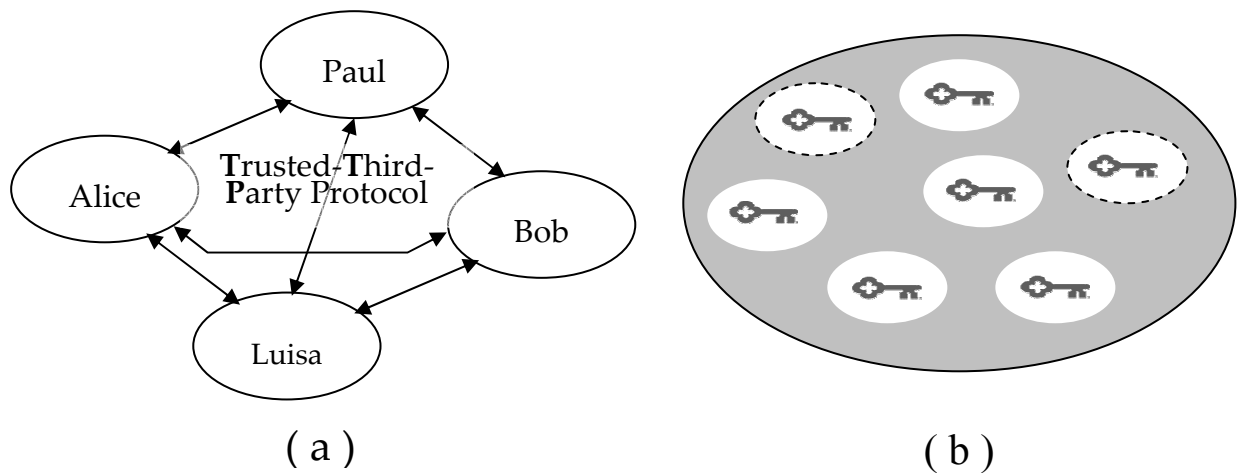 Paul
Trusted-Third-
Party Protocol
Alice
Bob
Luisa
( a )
( b )